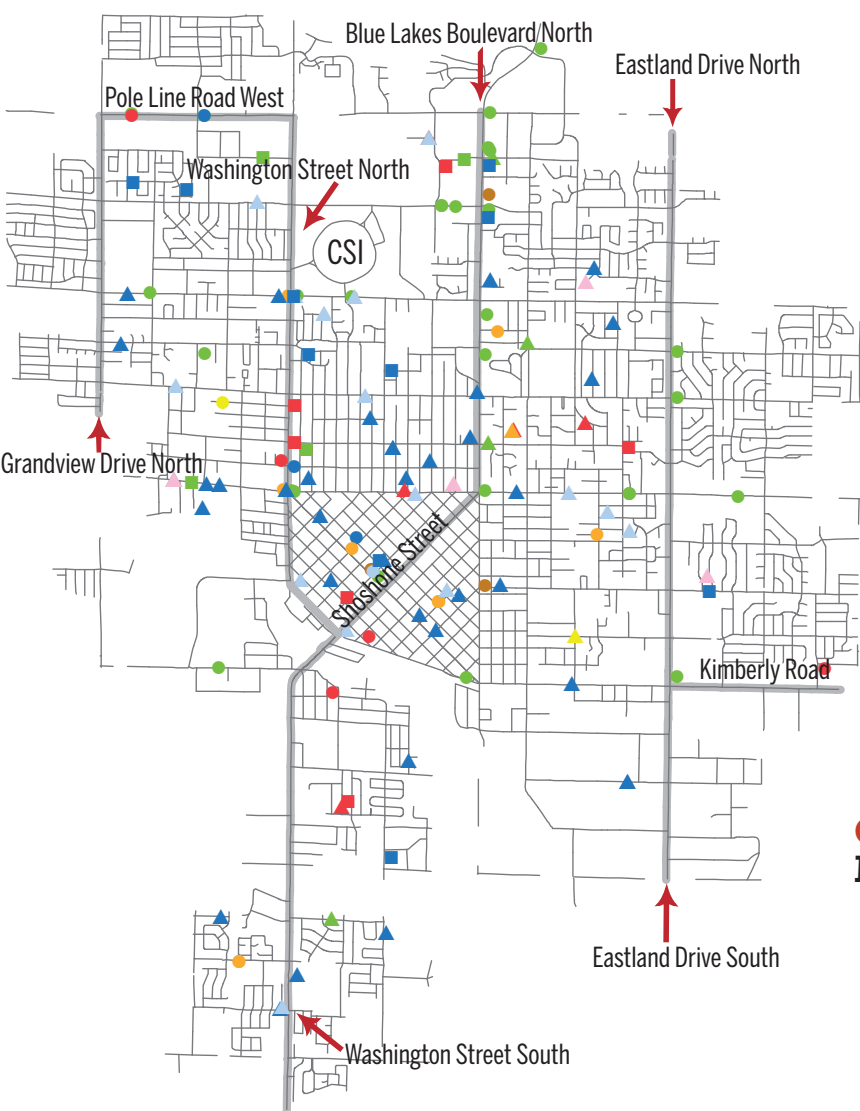 Blue Lakes Boulevard North
Eastland Drive North
Pole Line Road West
Washington Street North
CSI
Grandview Drive North
Shoshone Street
Kimberly Road
Eastland Drive South
Washington Street South